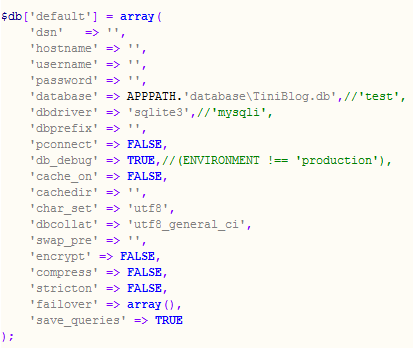 $db['default'] = array(
    'dsn'   => '',
    'hostname' => '',
    'username' => '',
    'password' => '',
    'database' => APPPATH.'database\TiniBlog.db',//'test',
    'dbdriver' => 'sqlite3',//'mysqli',
    'dbprefix' => '',
    'pconnect' => FALSE,
    'db_debug' => TRUE,//(ENVIRONMENT !== 'production'),
    'cache_on' => FALSE,
    'cachedir' => '',
    'char_set' => 'utf8',
    'dbcollat' => 'utf8_general_ci',
    'swap_pre' => '',
    'encrypt' => FALSE,
    'compress' => FALSE,
    'stricton' => FALSE,
    'failover' => array(),
    'save_queries' => TRUE
);